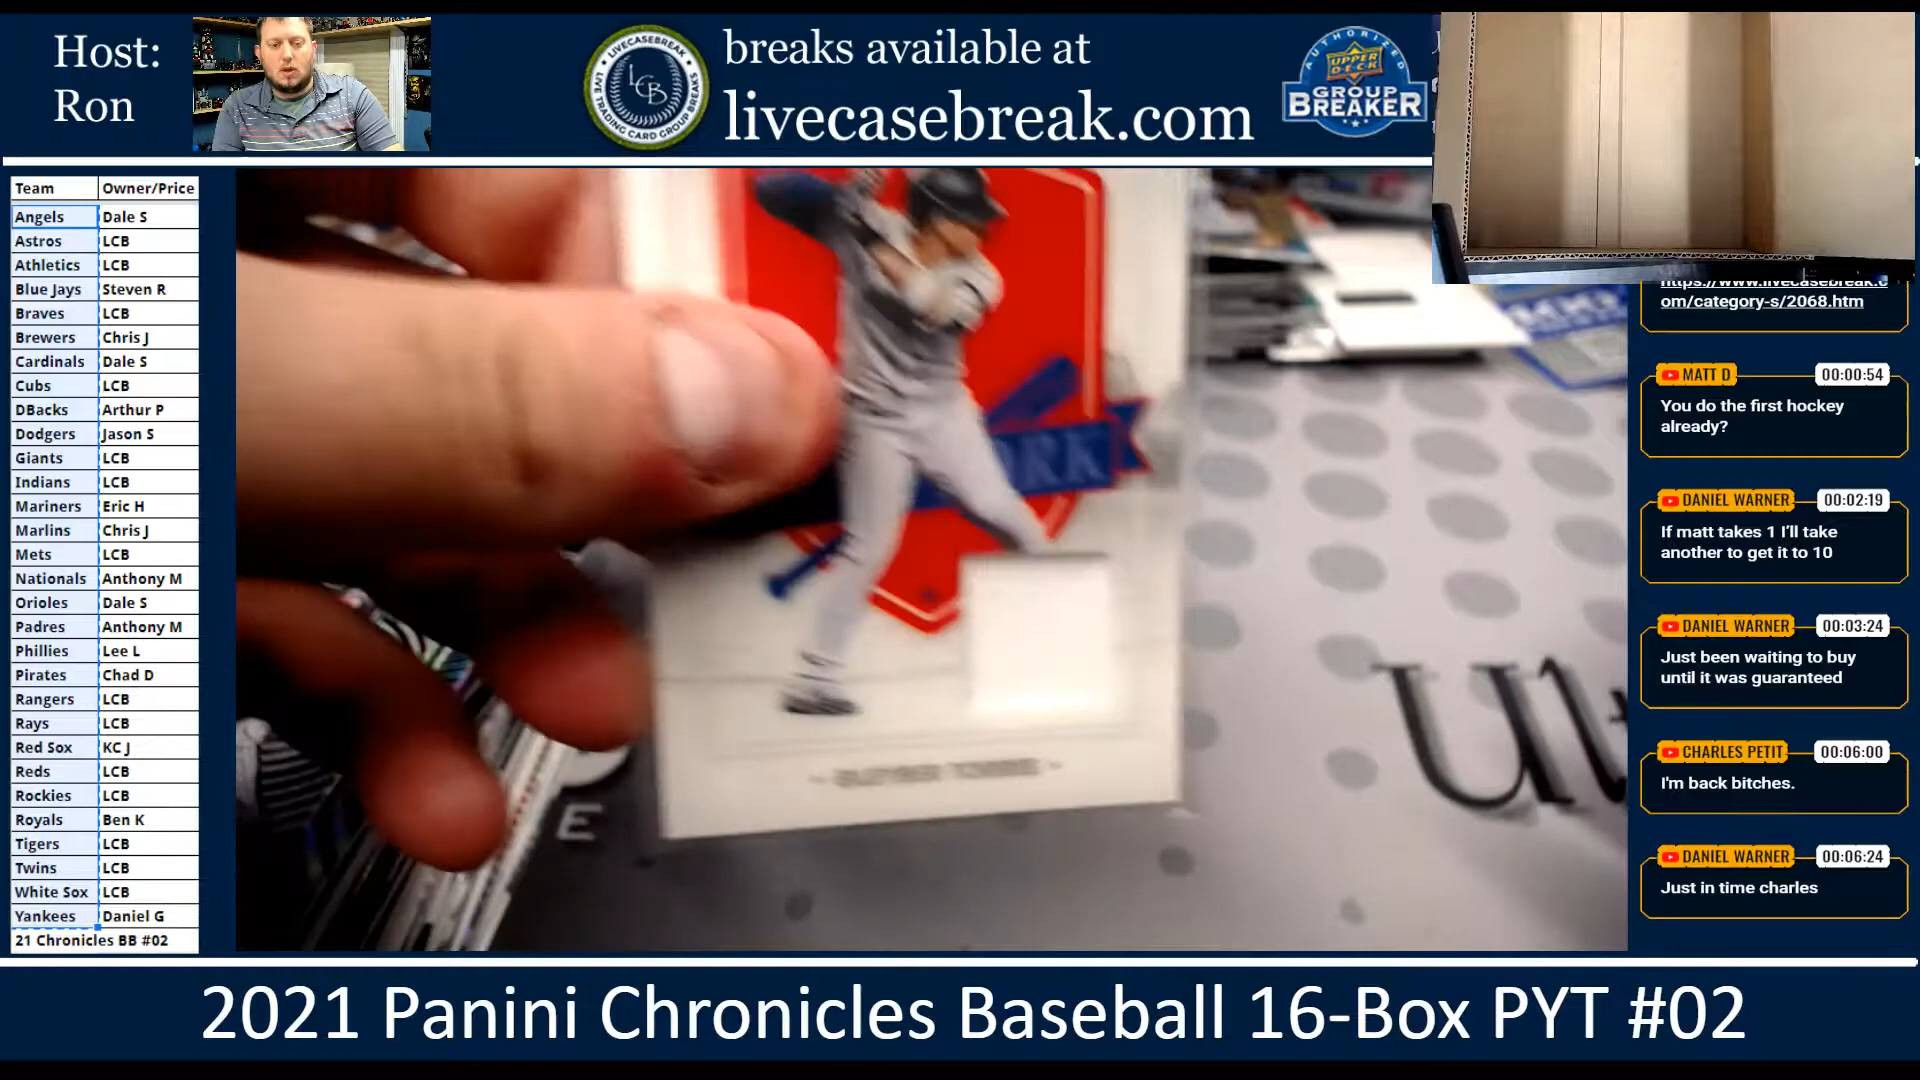 Host:
Ron
LIVECASEBREAK
LCB
LIVE TRADING CARD GROUP BREAKS
breaks available at
livecasebreak.com
AUTHORIZED
UPPER DECK
GROUP
BREAKER
Team Owner/Price
Angels Dale S
Astros LCB
Athletics LCB
Blue Jays Steven R
Braves LCB
Brewers Chris J
Cardinals Dale S
Cubs LCB
DBacks Arthur P
Dodgers Jason S
Giants LCB
Indians LCB
Mariners Eric H
Marlins Chris J
Mets LCB
Nationals Anthony M
Orioles Dale S
Padres Anthony M
Phillies Lee L
Pirates Chad D
Rangers LCB
Rays LCB
Red Sox KC J
Reds LCB
Rockies LCB
Royals Ben K
Tigers LCB
Twins LCB
White Sox LCB
Yankees Daniel G
21 Chronicles BB #02
E
https://www.livecasebreak.c
om/category-s/2068.htm
MATT D 00:00:54
You do the first hockey
already?
DANIEL WARNER 00:02:19
If matt takes 1 I'll take
another to get it to 10
DANIEL WARNER 00:03:24
Just been waiting to buy
until it was guaranteed
CHARLES PETIT 00:06:00
I'm back bitches.
DANIEL WARNER 00:06:24
Just in time charles
2021 Panini Chronicles Baseball 16-Box PYT #02